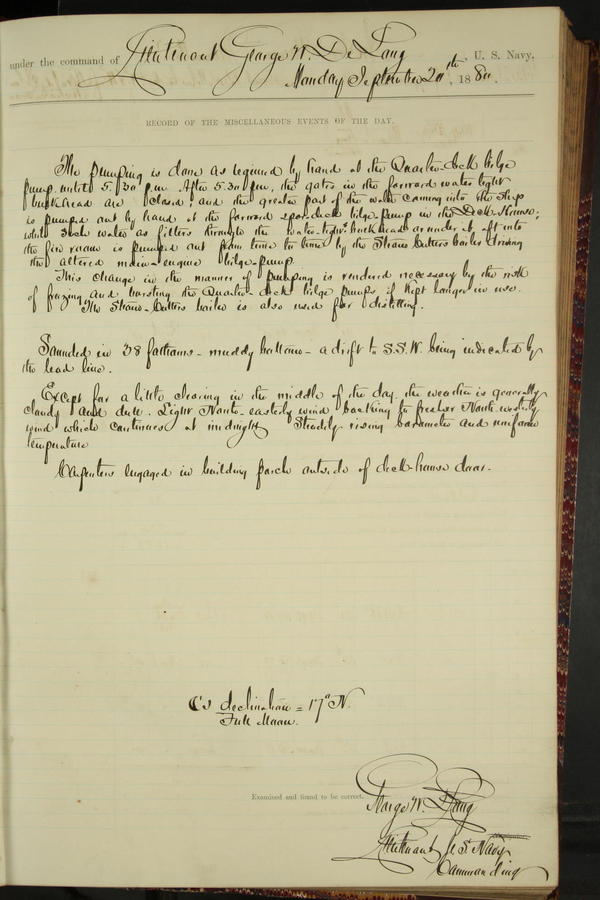 under the command of Lieutenant George W. De Long, U. S. Navy,
Monday September 20th, 1880.
RECORD OF THE MISCELLANEOUS EVENTS OF THE DAY.
The pumping is done as required by hand at the Quarter-deck bilge
pump until 5.30 p.m. After 5.30 p.m. the gates in the forward water tight
bulkhead are closed, and the greater part of the water coming into the ship
is pumped out by hand at the forward spar-deck bilge-pump in the Deck-House;
while such water as filters through the water-tight bulkhead or under it aft into
the fire room is pumped out from time to time by the Steam Cutters boiler driving
the altered main-engine bilge-pump.
This change in the manner of pumping is rendered necessary by the risk
of freezing and bursting the Quarter-deck bilge pumps if kept longer in use.
The Steam-Cutters boiler is also used for distilling.
Sounded in 38 fathoms - muddy bottom - a drift to S.S.W. being indicated by
the lead line.
Except for a little clearing in the middle of the day the weather is generally
cloudy and dull. Light North-easterly wind backing to fresher North-westerly
wind which continues at midnight. Steadily rising barometer and uniform
temperature
Carpenters engaged in building porch outside of deck-house door.
C's declination = 17° N.
Full Moon.
Examined and found to be correct.
George W. De Long
Lieutenant U.S. Navy
Commanding